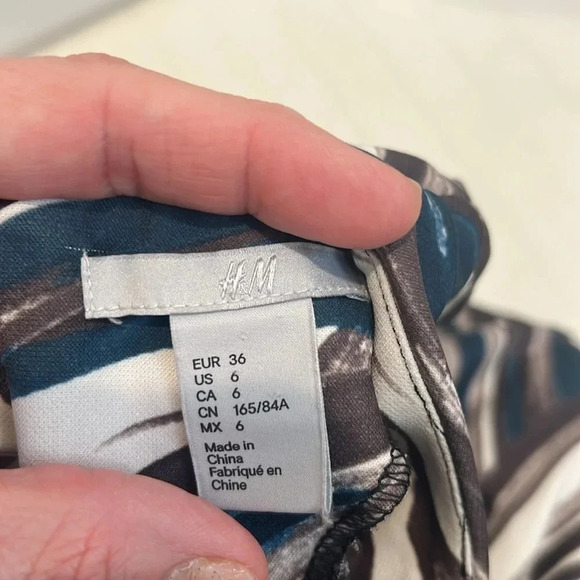 H&M
EUR 36
US 6
CA 6
CN 165/84A
MX 6
Made in
China
Fabriqué en
Chine